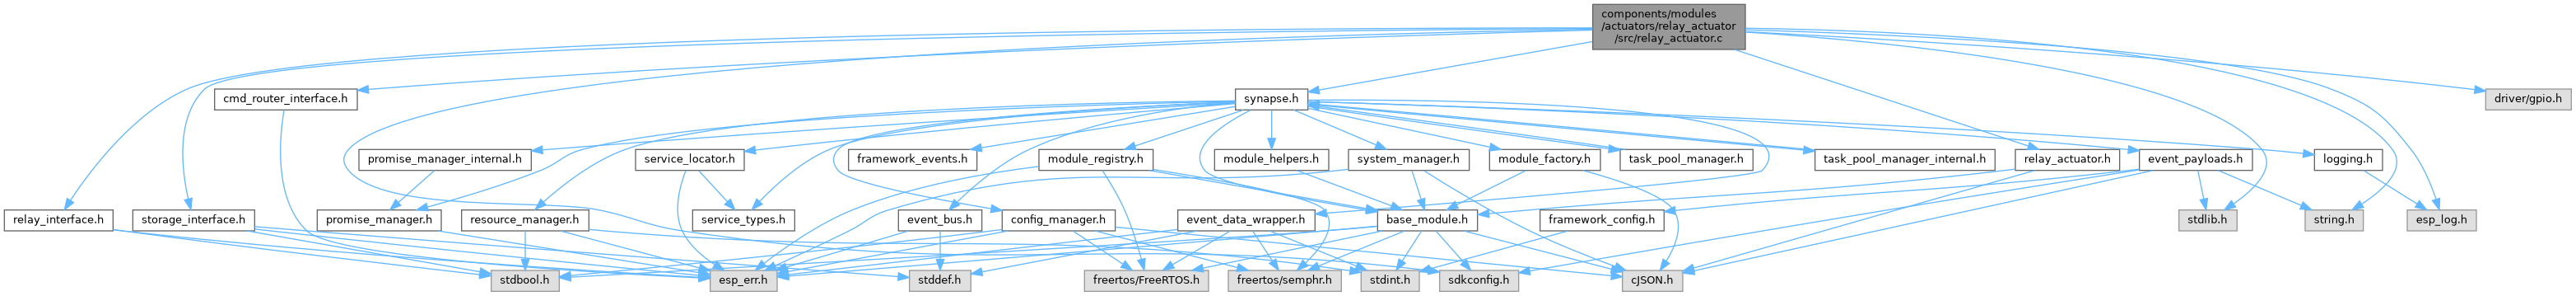 components/modules
/actuators/relay_actuator
/src/relay_actuator.c
cmd_router_interface.h
synapse.h
driver/gpio.h
promise_manager_internal.h
service_locator.h
framework_events.h
module_registry.h
module_helpers.h
system_manager.h
module_factory.h
task_pool_manager.h
task_pool_manager_internal.h
relay_actuator.h
event_payloads.h
logging.h
relay_interface.h
storage_interface.h
promise_manager.h
resource_manager.h
service_types.h
event_bus.h
config_manager.h
event_data_wrapper.h
base_module.h
framework_config.h
stdlib.h
string.h
esp_log.h
stdbool.h
esp_err.h
stddef.h
freertos/FreeRTOS.h
freertos/semphr.h
stdint.h
sdkconfig.h
cJSON.h